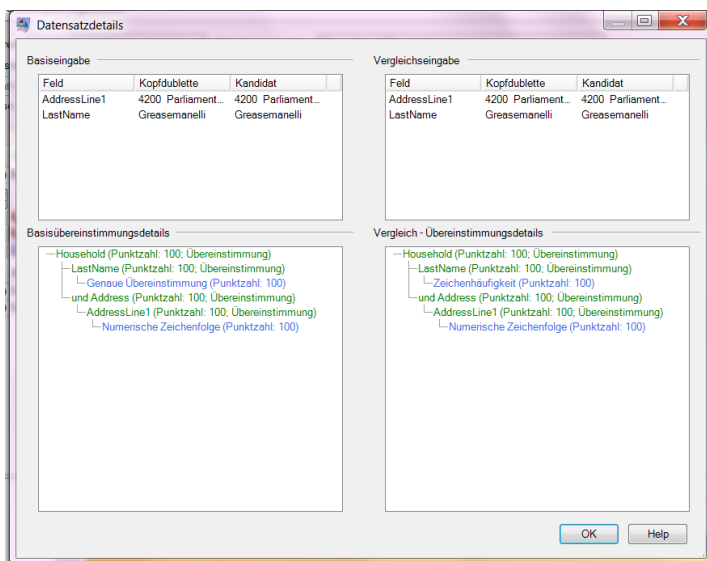 Datensatzdetails
Basiseingabe
Feld Kopfdublette Kandidat
AddressLine1 4200 Parliament... 4200 Parliament...
LastName Greasemanelli Greasemanelli
Vergleichseingabe
Feld Kopfdublette Kandidat
AddressLine1 4200 Parliament... 4200 Parliament...
LastName Greasemanelli Greasemanelli
Basisübereinstimmungsdetails
Household (Punktzahl: 100; Übereinstimmung)
LastName (Punktzahl: 100; Übereinstimmung)
Genaue Übereinstimmung (Punktzahl: 100)
und Address (Punktzahl: 100; Übereinstimmung)
AddressLine1 (Punktzahl: 100; Übereinstimmung)
Numerische Zeichenfolge (Punktzahl: 100)
Vergleich - Übereinstimmungsdetails
Household (Punktzahl: 100; Übereinstimmung)
LastName (Punktzahl: 100; Übereinstimmung)
Zeichenhäufigkeit (Punktzahl: 100)
und Address (Punktzahl: 100; Übereinstimmung)
AddressLine1 (Punktzahl: 100; Übereinstimmung)
Numerische Zeichenfolge (Punktzahl: 100)
OK Help